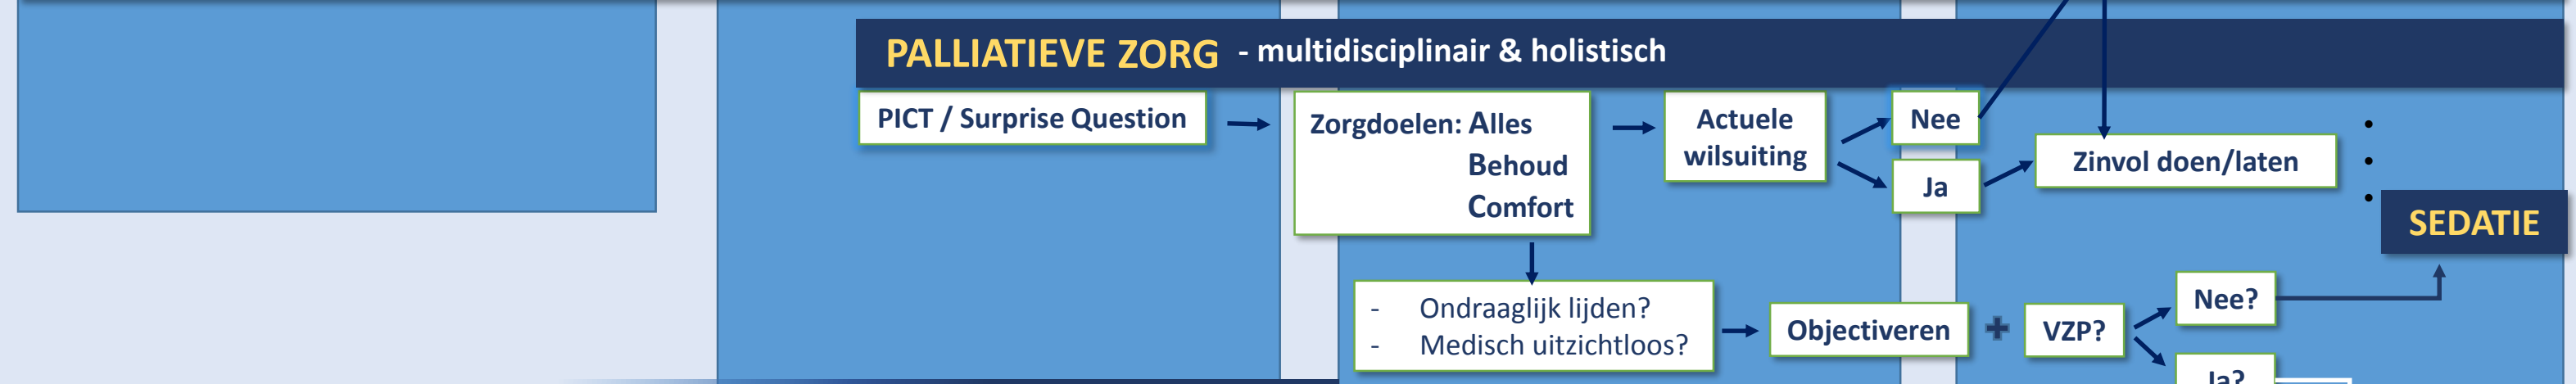 PALLIATIEVE ZORG - multidisciplinair & holistisch
PICT / Surprise Question
Zorgdoelen: Alles
Behoud
Comfort
Actuele
wilsuiting
Nee
Ja
Zinvol doen/laten
•
•
•
SEDATIE
- Ondraaglijk lijden?
- Medisch uitzichtloos?
Objectiveren
+
VZP?
Nee?
Ja?